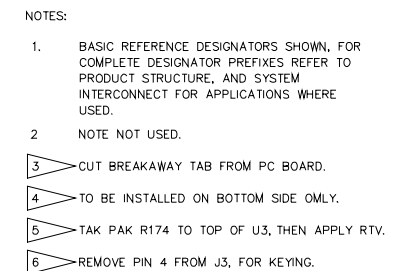 NOTES:
1. BASIC REFERENCE DESIGNATORS SHOWN, FOR
COMPLETE DESIGNATOR PREFIXES REFER TO
PRODUCT STRUCTURE, AND SYSTEM
INTERCONNECT FOR APPLICATIONS WHERE
USED.
2 NOTE NOT USED.
3 CUT BREAKAWAY TAB FROM PC BOARD.
4 TO BE INSTALLED ON BOTTOM SIDE OMLY.
5 TAK PAK R174 TO TOP OF U3, THEN APPLY RTV.
6 REMOVE PIN 4 FROM J3, FOR KEYING.